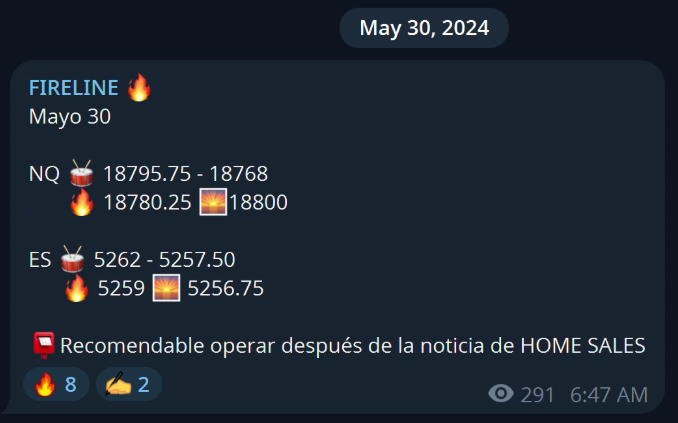 May 30, 2024
FIRELINE 🔥
Mayo 30
NQ 🥁 18795.75 - 18768
🔥 18780.25 🌅18800
ES 🥁 5262 - 5257.50
🔥 5259 🌅 5256.75
📮Recomendable operar después de la noticia de HOME SALES
🔥 8 ✍️ 2 291 6:47 AM